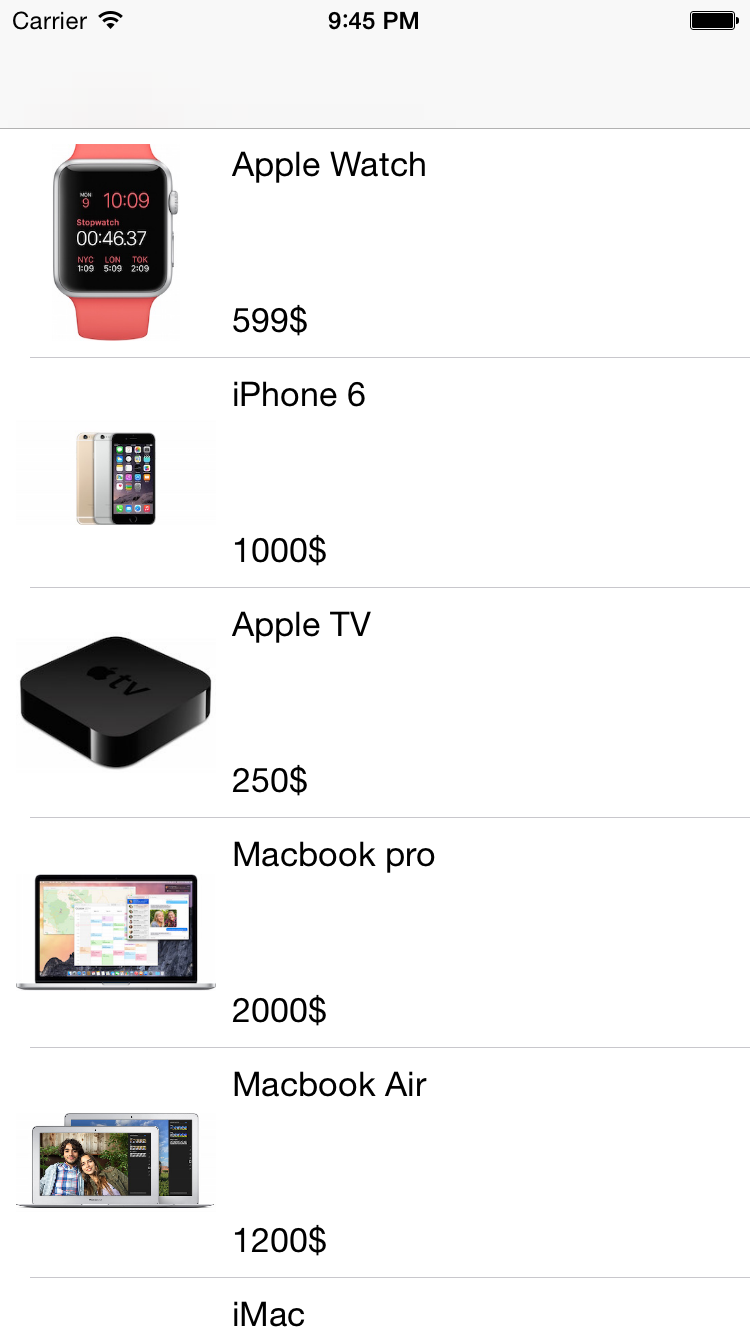 Carrier 9:45 PM
MON
9 10:09
Stopwatch
00:46.37
NYC LON TOK
1:09 5:09 2:09
Apple Watch
599$
iPhone 6
1000$
tv
Apple TV
250$
Macbook pro
2000$
Macbook Air
1200$
iMac